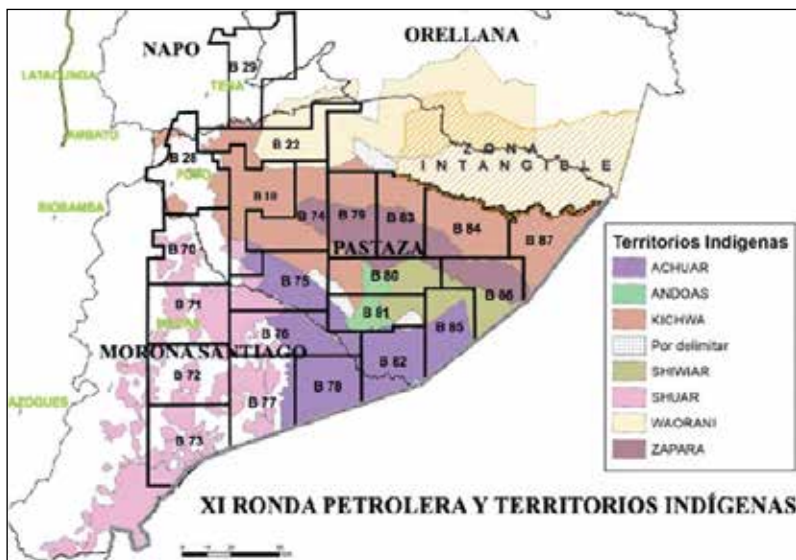 NAPO
ORELLANA
LATACUNGA
B 29
TENA
AMBATO
B 28
B 22
ZONA
INTANGIBLE
PUYO
RIOBAMBA
B 10
B 74
B 79
B 83
B 84
B 87
B 70
PASTAZA
B 75
B 80
B 86
B 71
B 81
B 85
MACAS
B 76
MORONA SANTIAGO
B 82
B 72
B 78
AZOGUES
B 77
B 73
Territorios Indígenas
ACHUAR
ANDOAS
KICHWA
Por delimitar
SHIWIAR
SHUAR
WAORANI
ZAPARA
XI RONDA PETROLERA Y TERRITORIOS INDÍGENAS